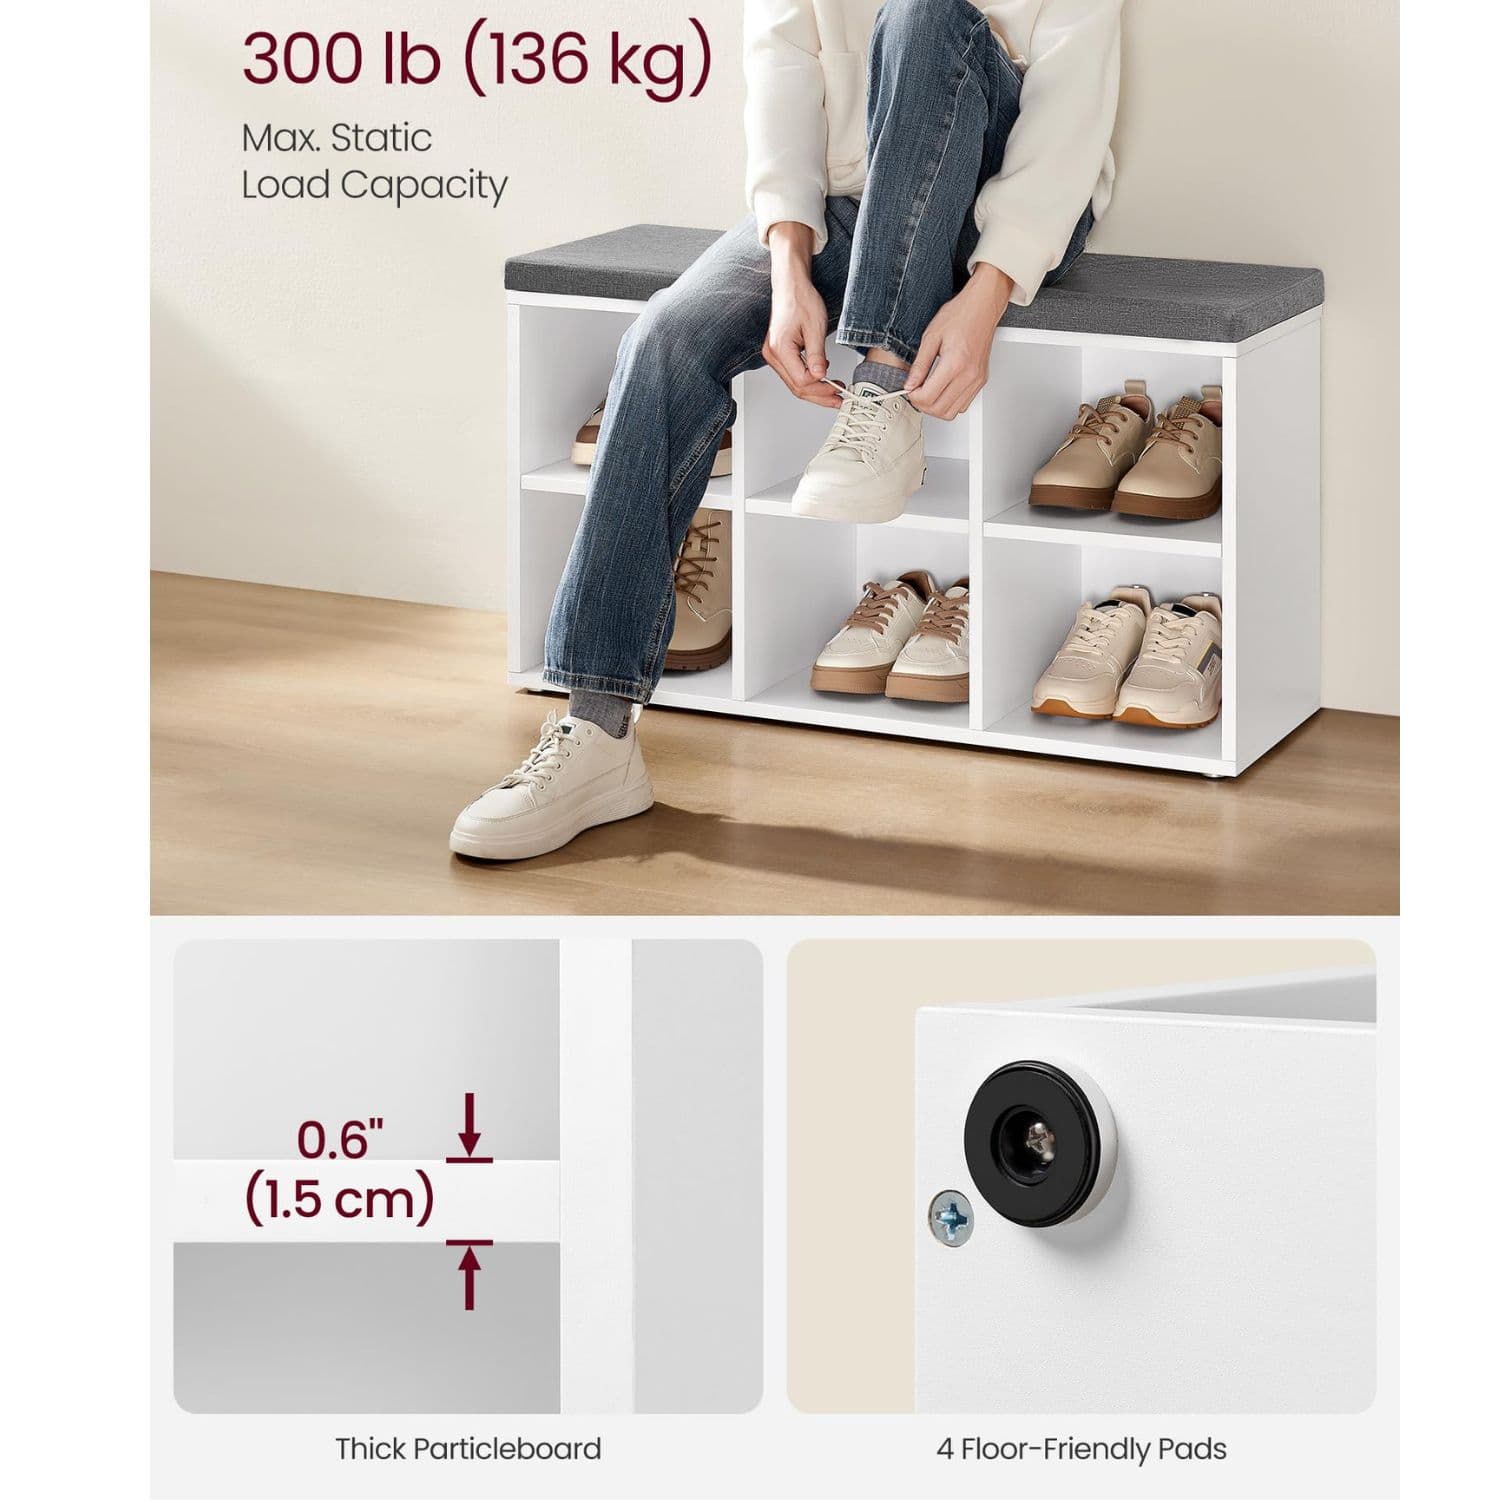 300 lb (136 kg)
Max. Static
Load Capacity
0.6"
(1.5 cm)
Thick Particleboard
4 Floor-Friendly Pads